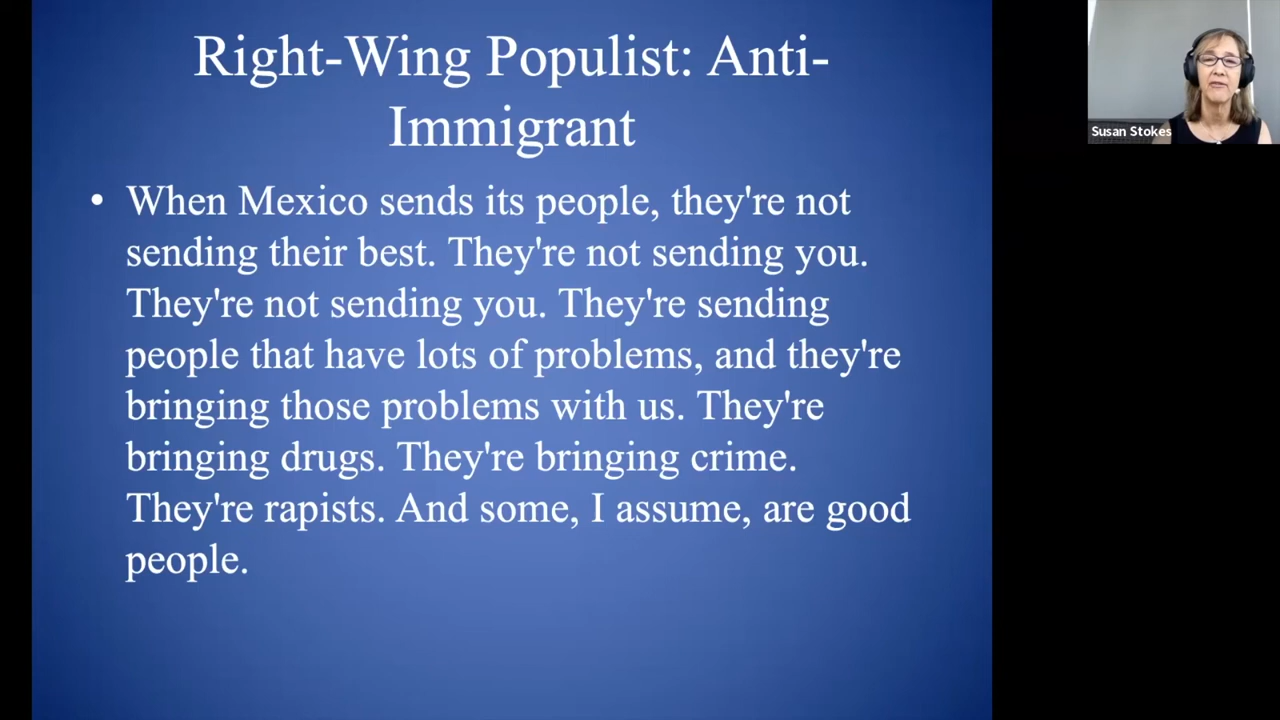 Right-Wing Populist: Anti-
Immigrant
• When Mexico sends its people, they're not
sending their best. They're not sending you.
They're not sending you. They're sending
people that have lots of problems, and they're
bringing those problems with us. They're
bringing drugs. They're bringing crime.
They're rapists. And some, I assume, are good
people.
Susan Stokes